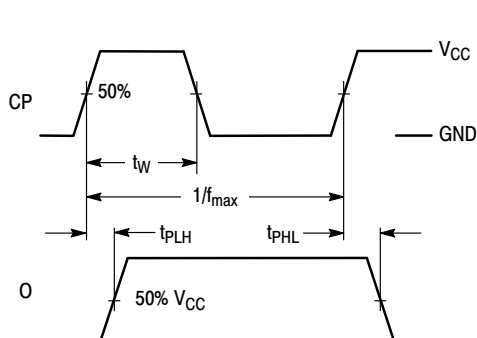 V_CC
CP
50%
GND
t_W
1/f_max
t_PLH
t_PHL
O
50% V_CC